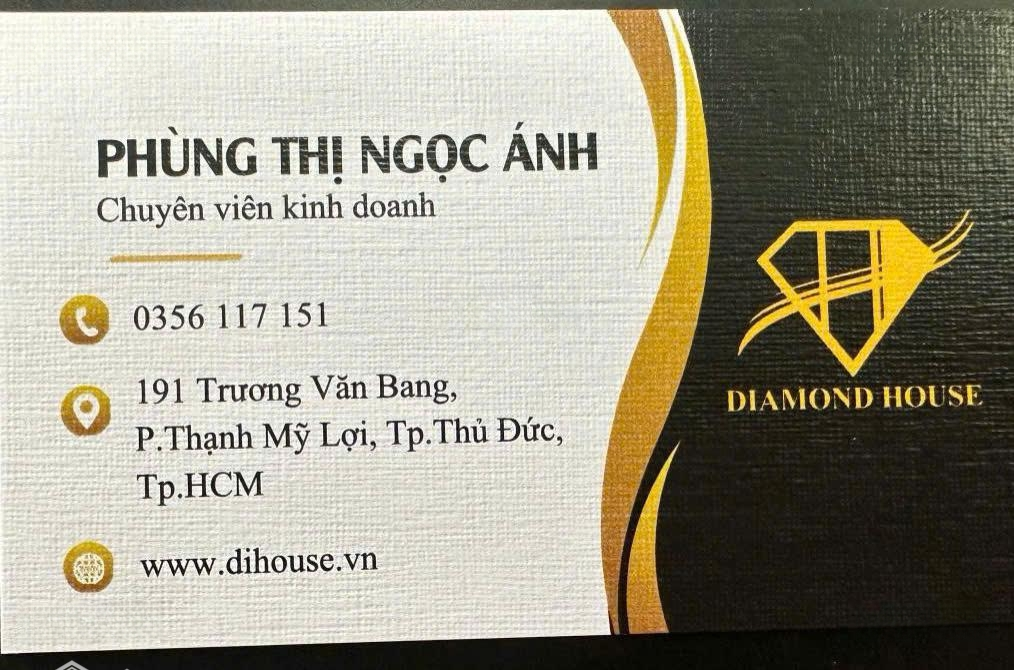 PHÙNG THỊ NGỌC ÁNH
Chuyên viên kinh doanh
0356 117 151
191 Trương Văn Bang,
P.Thạnh Mỹ Lợi, Tp.Thủ Đức,
Tp.HCM
www.dihouse.vn
DIAMOND HOUSE